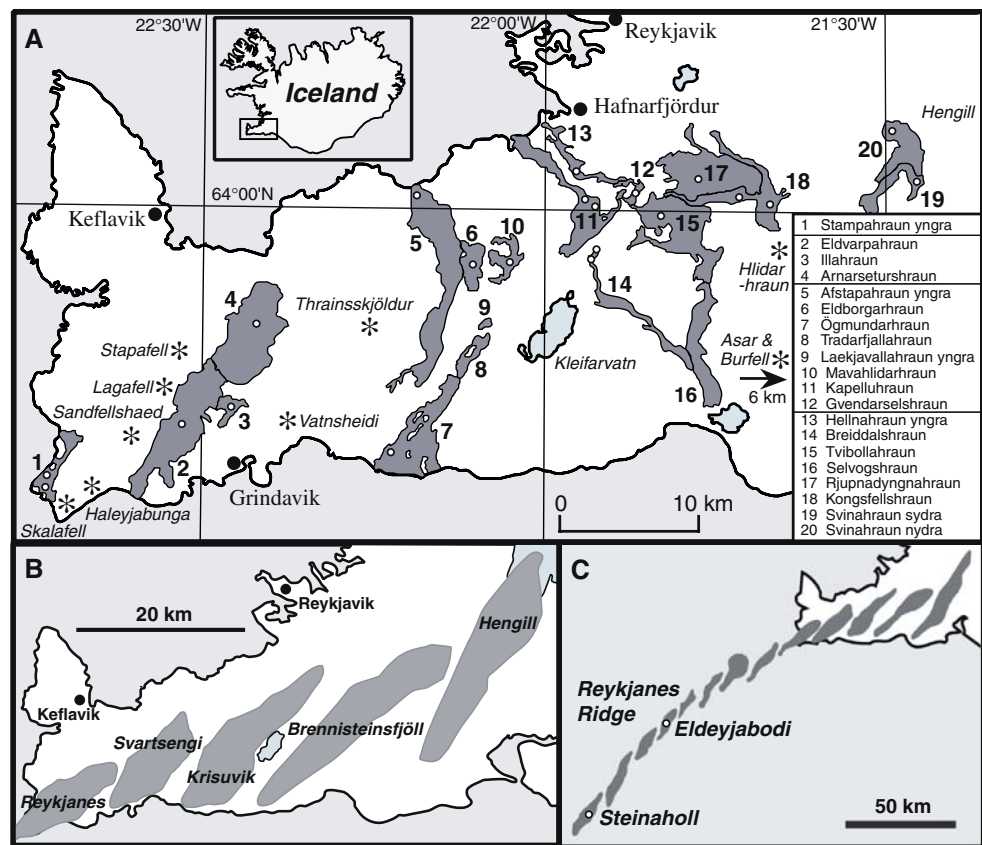 A
22°30'W
22°00'W
21°30'W
Reykjavik
Iceland
Hafnarfjördur
Hengill
13
20
12
17
18
19
64°00'N
Keflavik
5
6
10
11
15
Hlidar
-hraun
4
Thrainsskjöldur
9
14
Stapafell
8
Kleifarvatn
Asar &
Burfell
6 km
Lagafell
Sandfellshaed
3
Vatnsheidi
16
7
1
2
Grindavik
Haleyjabunga
Skalafell
0 10 km
1 Stampahraun yngra
2 Eldvarpahraun
3 Illahraun
4 Arnarseturshraun
5 Afstapahraun yngra
6 Eldborgarhraun
7 Ögmundarhraun
8 Tradarfjallahraun
9 Laekjavallahraun yngra
10 Mavahlidarhraun
11 Kapelluhraun
12 Gvendarselshraun
13 Hellnahraun yngra
14 Breiddalshraun
15 Tvibollahraun
16 Selvogshraun
17 Rjupnadyngnahraun
18 Kongsfellshraun
19 Svinahraun sydra
20 Svinahraun nydra
B
20 km
Reykjavik
Hengill
Keflavik
Svartsengi
Brennisteinsfjöll
Krisuvik
Reykjanes
C
Reykjanes
Ridge
Eldeyjabodi
Steinaholl
50 km